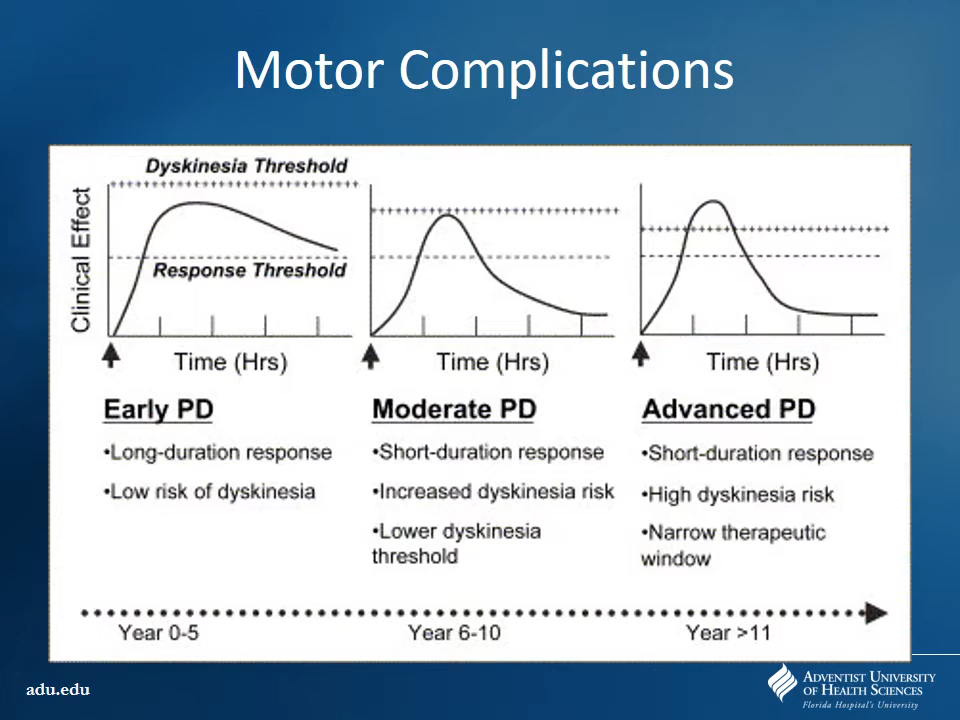 Motor Complications
Dyskinesia Threshold
Clinical Effect
Response Threshold
Time (Hrs)
Time (Hrs)
Time (Hrs)
Early PD
•Long-duration response
•Low risk of dyskinesia
Moderate PD
•Short-duration response
•Increased dyskinesia risk
•Lower dyskinesia
threshold
Advanced PD
•Short-duration response
•High dyskinesia risk
•Narrow therapeutic
window
Year 0-5
Year 6-10
Year >11
adu.edu
ADVENTIST UNIVERSITY
OF HEALTH SCIENCES
Florida Hospital's University